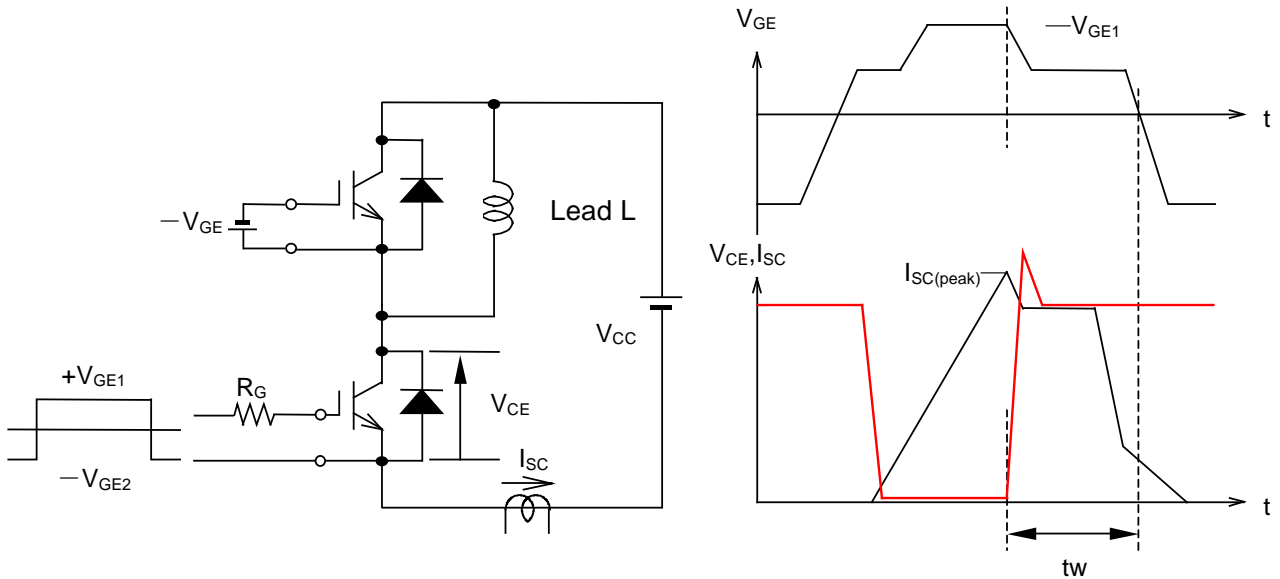 —VGE
Lead L
VCC
+VGE1
RG
—VGE2
VCE
ISC
VGE
—VGE1
t
VCE,ISC
ISC(peak)
t
tw